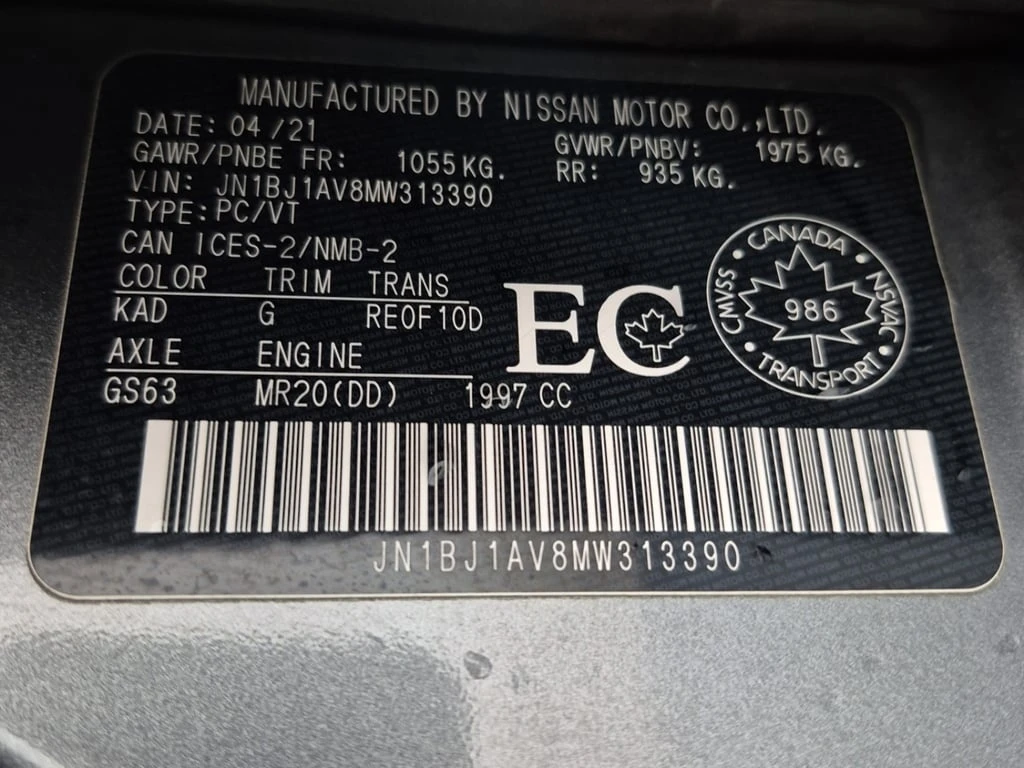 MANUFACTURED BY NISSAN MOTOR CO.,LTD.
DATE: 04/21
GVWR/PNBV: 1975 KG.
GAWR/PNBE FR: 1055 KG. RR: 935 KG.
VIN: JN1BJ1AV8MW313390
TYPE: PC/VT
CAN ICES-2/NMB-2
COLOR TRIM TRANS
KAD G RE0F10D
AXLE ENGINE
GS63 MR20(DD) 1997 CC
EC
CANADA
CMVSS • NSVAC
986
TRANSPORT
JN1BJ1AV8MW313390